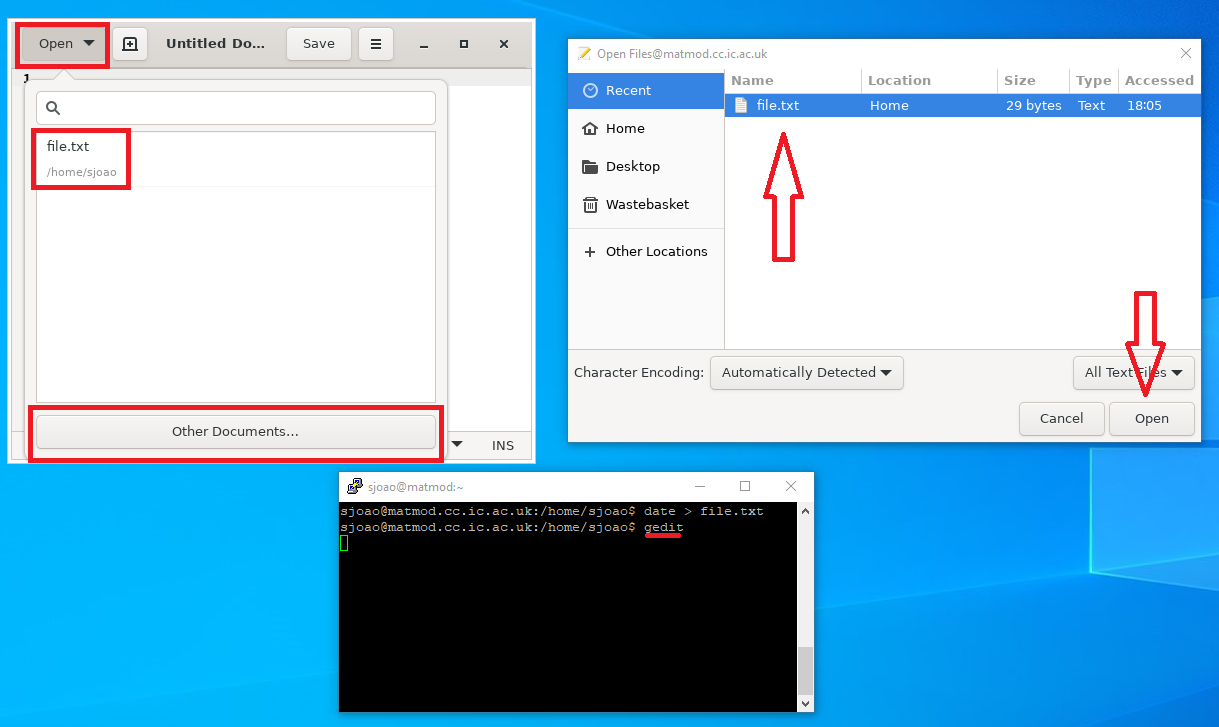 Open
Untitled Do...
Save
1
file.txt
/home/sjoao
Other Documents...
INS
Open Files@matmod.cc.ic.ac.uk
Recent
Home
Desktop
Wastebasket
Other Locations
Name Location Size Type Accessed
file.txt Home 29 bytes Text 18:05
Character Encoding: Automatically Detected All Text Files
Cancel Open
sjoao@matmod:~
sjoao@matmod.cc.ic.ac.uk:/home/sjoao$ date > file.txt
sjoao@matmod.cc.ic.ac.uk:/home/sjoao$ gedit